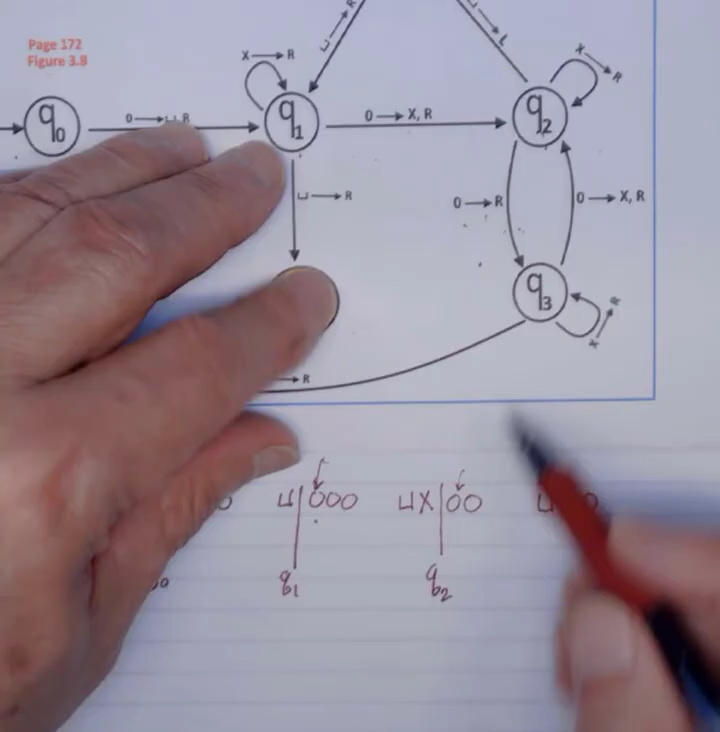 Page 172
Figure 3.8
⊔→R
⊔→L
X→R
X→R
q0
0→⊔R
q1
0→X, R
q2
⊔→R
0→R
0→X, R
q3
X→R
→R
⊔|000 ⊔X|00 ⊔
q1 q2